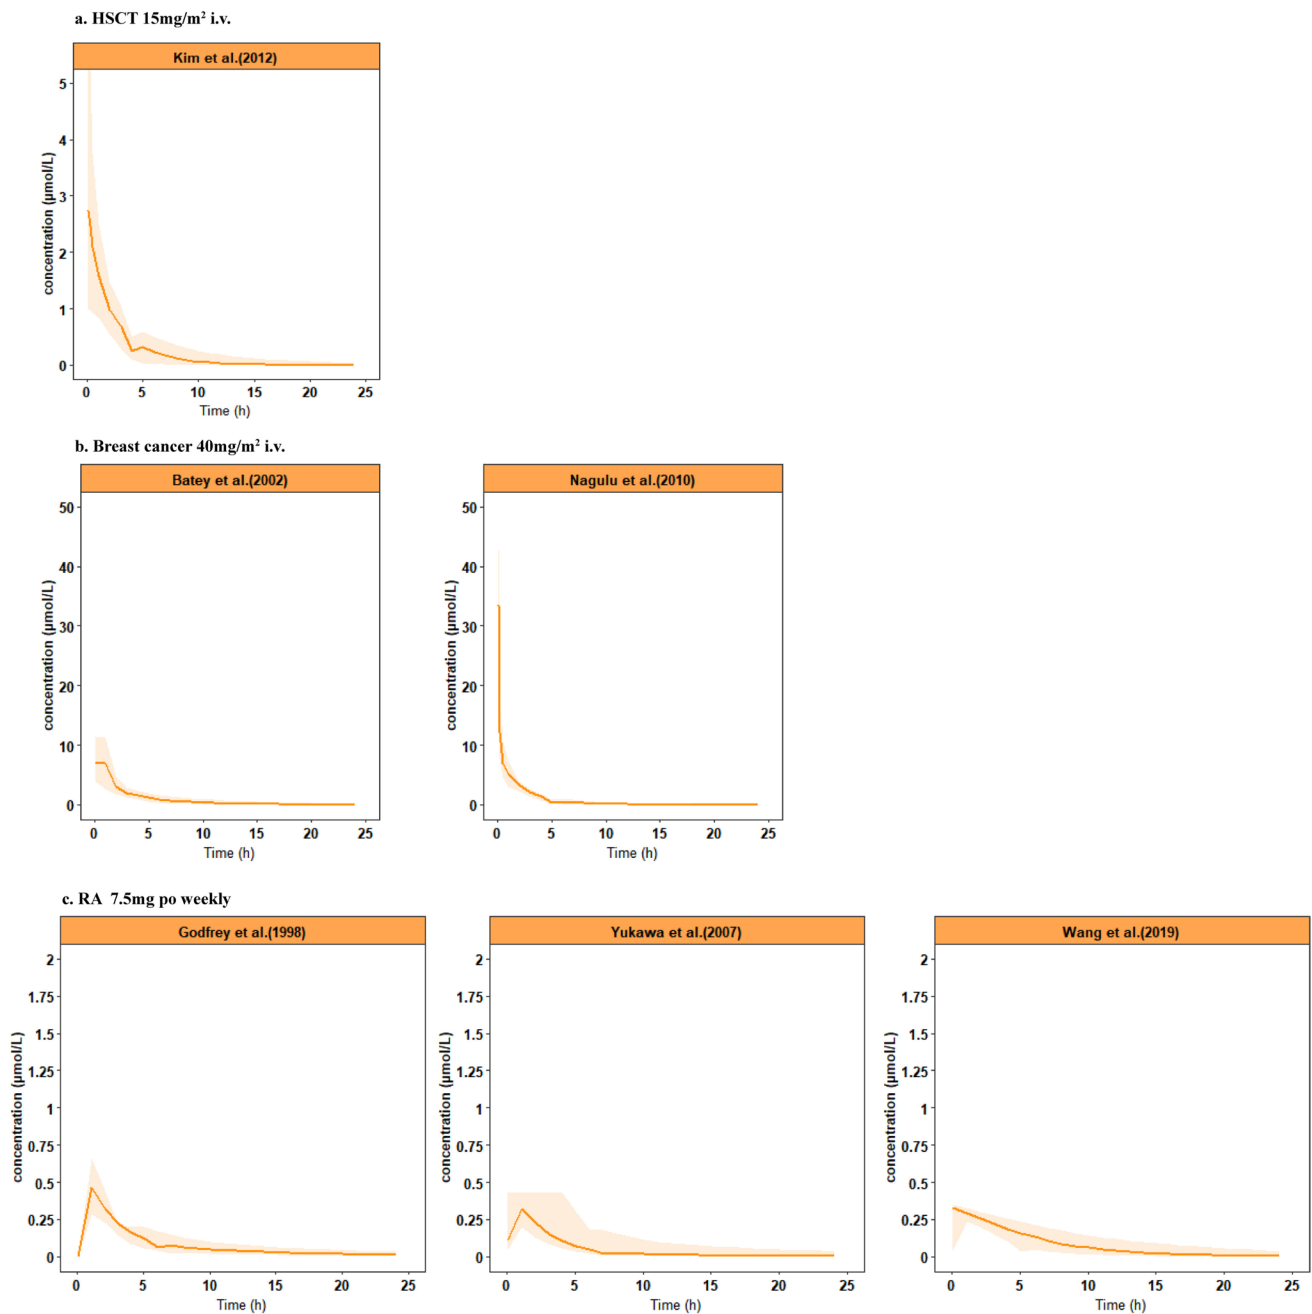 a. HSCT 15mg/m² i.v.
Kim et al.(2012)
concentration (μmol/L)
5
4
3
2
1
0
0 5 10 15 20 25
Time (h)
b. Breast cancer 40mg/m² i.v.
Batey et al.(2002)
concentration (μmol/L)
50
40
30
20
10
0
0 5 10 15 20 25
Time (h)
Nagulu et al.(2010)
concentration (μmol/L)
50
40
30
20
10
0
0 5 10 15 20 25
Time (h)
c. RA 7.5mg po weekly
Godfrey et al.(1998)
concentration (μmol/L)
2
1.75
1.5
1.25
1
0.75
0.5
0.25
0
0 5 10 15 20 25
Time (h)
Yukawa et al.(2007)
concentration (μmol/L)
2
1.75
1.5
1.25
1
0.75
0.5
0.25
0
0 5 10 15 20 25
Time (h)
Wang et al.(2019)
concentration (μmol/L)
2
1.75
1.5
1.25
1
0.75
0.5
0.25
0
0 5 10 15 20 25
Time (h)